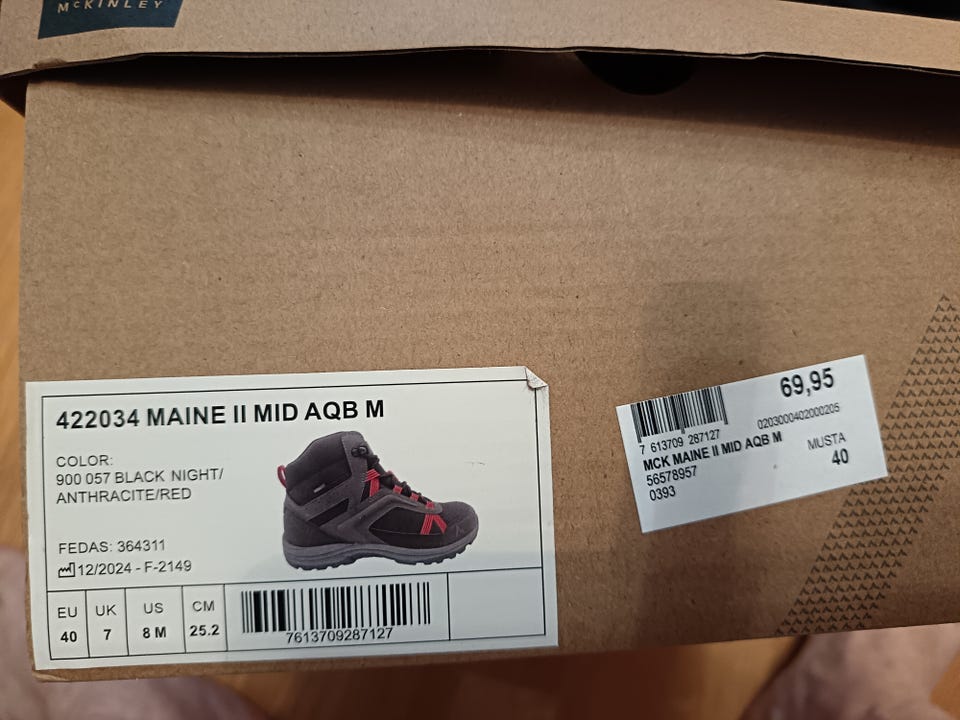 McKINLEY
422034 MAINE II MID AQB M
COLOR:
900 057 BLACK NIGHT/
ANTHRACITE/RED
FEDAS: 364311
12/2024 - F-2149
EU UK US CM
40 7 8 M 25.2
7613709287127
69,95
7 613709 287127
0203000402000205
MCK MAINE II MID AQB M
MUSTA
56578957
40
0393